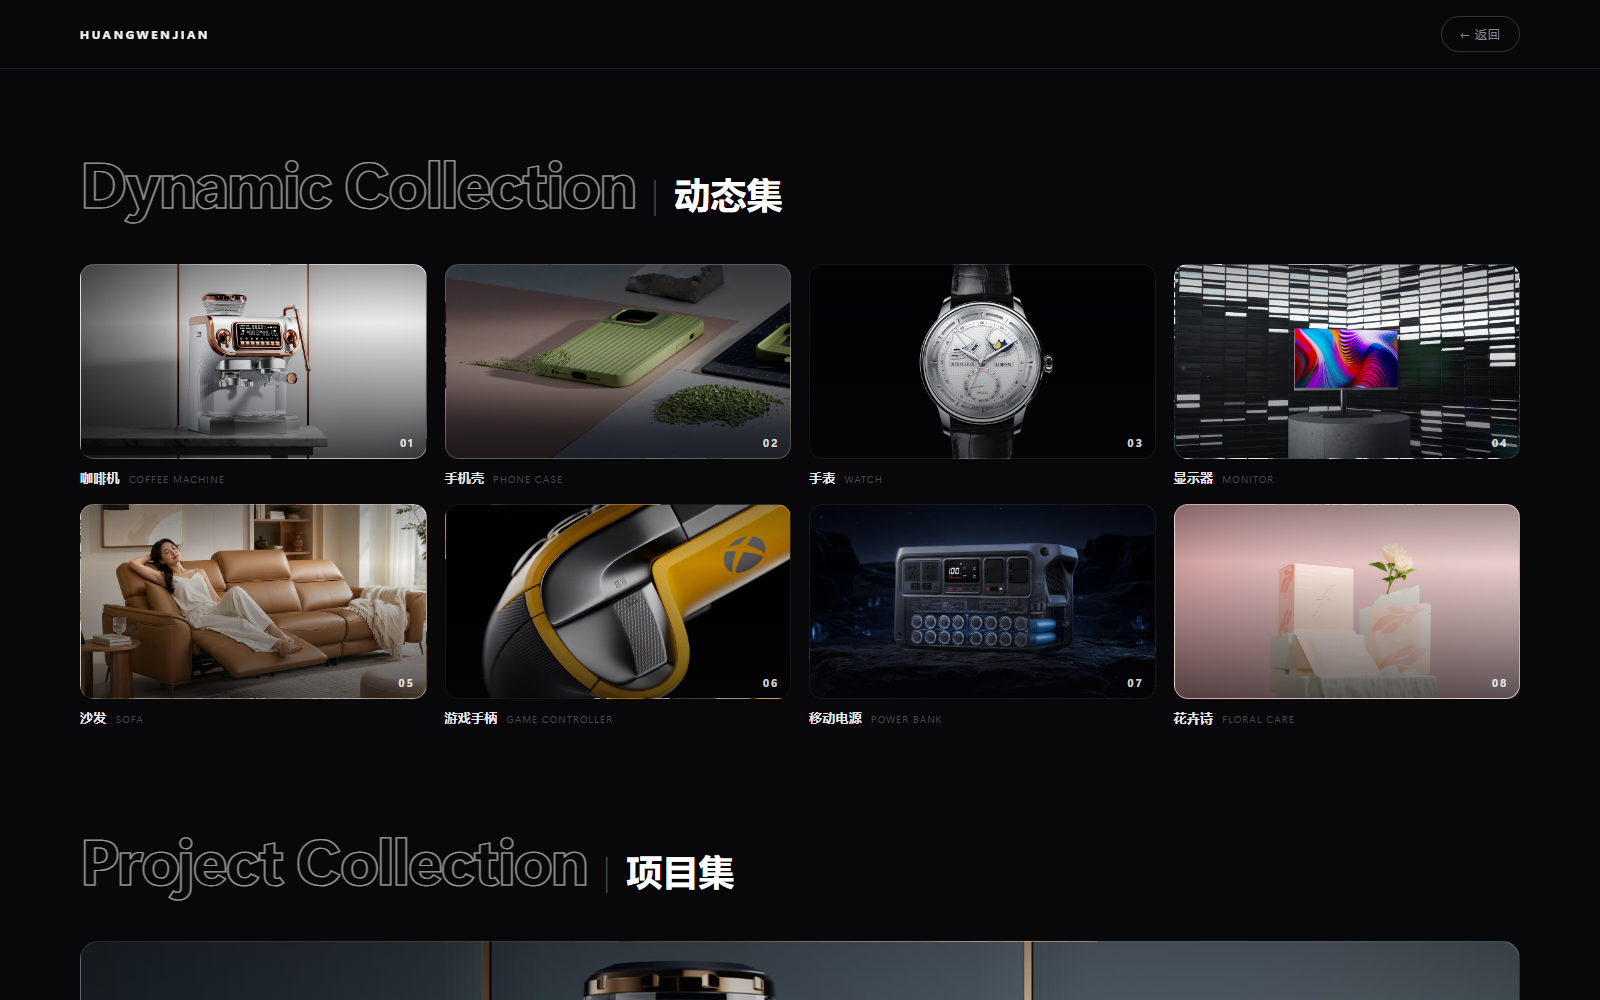 HUANGWENJIAN
← 返回
Dynamic Collection | 动态集
01
02
03
04
咖啡机 COFFEE MACHINE
手机壳 PHONE CASE
手表 WATCH
显示器 MONITOR
05
06
07
08
沙发 SOFA
游戏手柄 GAME CONTROLLER
移动电源 POWER BANK
花卉诗 FLORAL CARE
Project Collection | 项目集